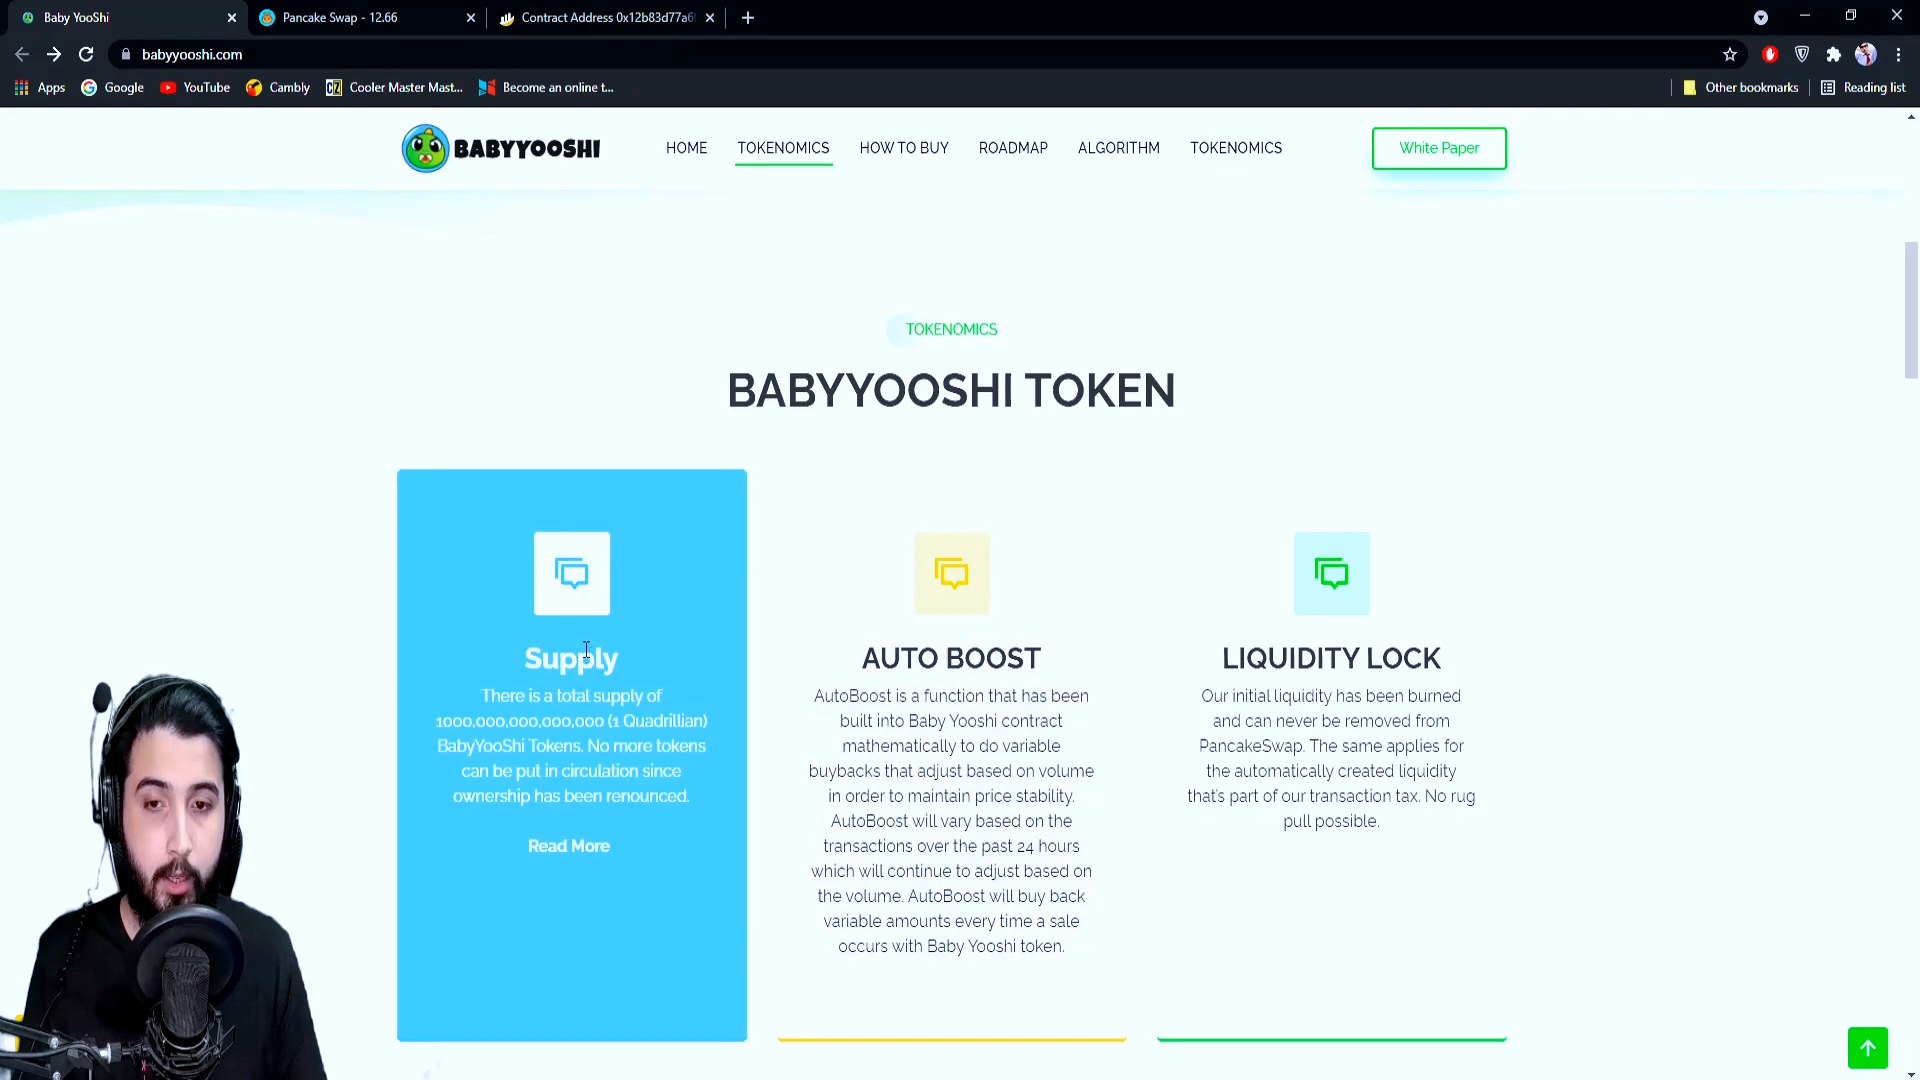 Baby YooShi
Pancake Swap - 12.66
Contract Address 0x12b83d77a6
babyyooshi.com
Apps
Google
YouTube
Cambly
Cooler Master Mast...
Become an online t...
Other bookmarks
Reading list
BABYYOOSHI
HOME
TOKENOMICS
HOW TO BUY
ROADMAP
ALGORITHM
TOKENOMICS
White Paper
TOKENOMICS
BABYYOOSHI TOKEN
Supply
There is a total supply of
1000,000,000,000,000 (1 Quadrillian)
BabyYooShi Tokens. No more tokens
can be put in circulation since
ownership has been renounced.
Read More
AUTO BOOST
AutoBoost is a function that has been
built into Baby Yooshi contract
mathematically to do variable
buybacks that adjust based on volume
in order to maintain price stability.
AutoBoost will vary based on the
transactions over the past 24 hours
which will continue to adjust based on
the volume. AutoBoost will buy back
variable amounts every time a sale
occurs with Baby Yooshi token.
LIQUIDITY LOCK
Our initial liquidity has been burned
and can never be removed from
PancakeSwap. The same applies for
the automatically created liquidity
that's part of our transaction tax. No rug
pull possible.